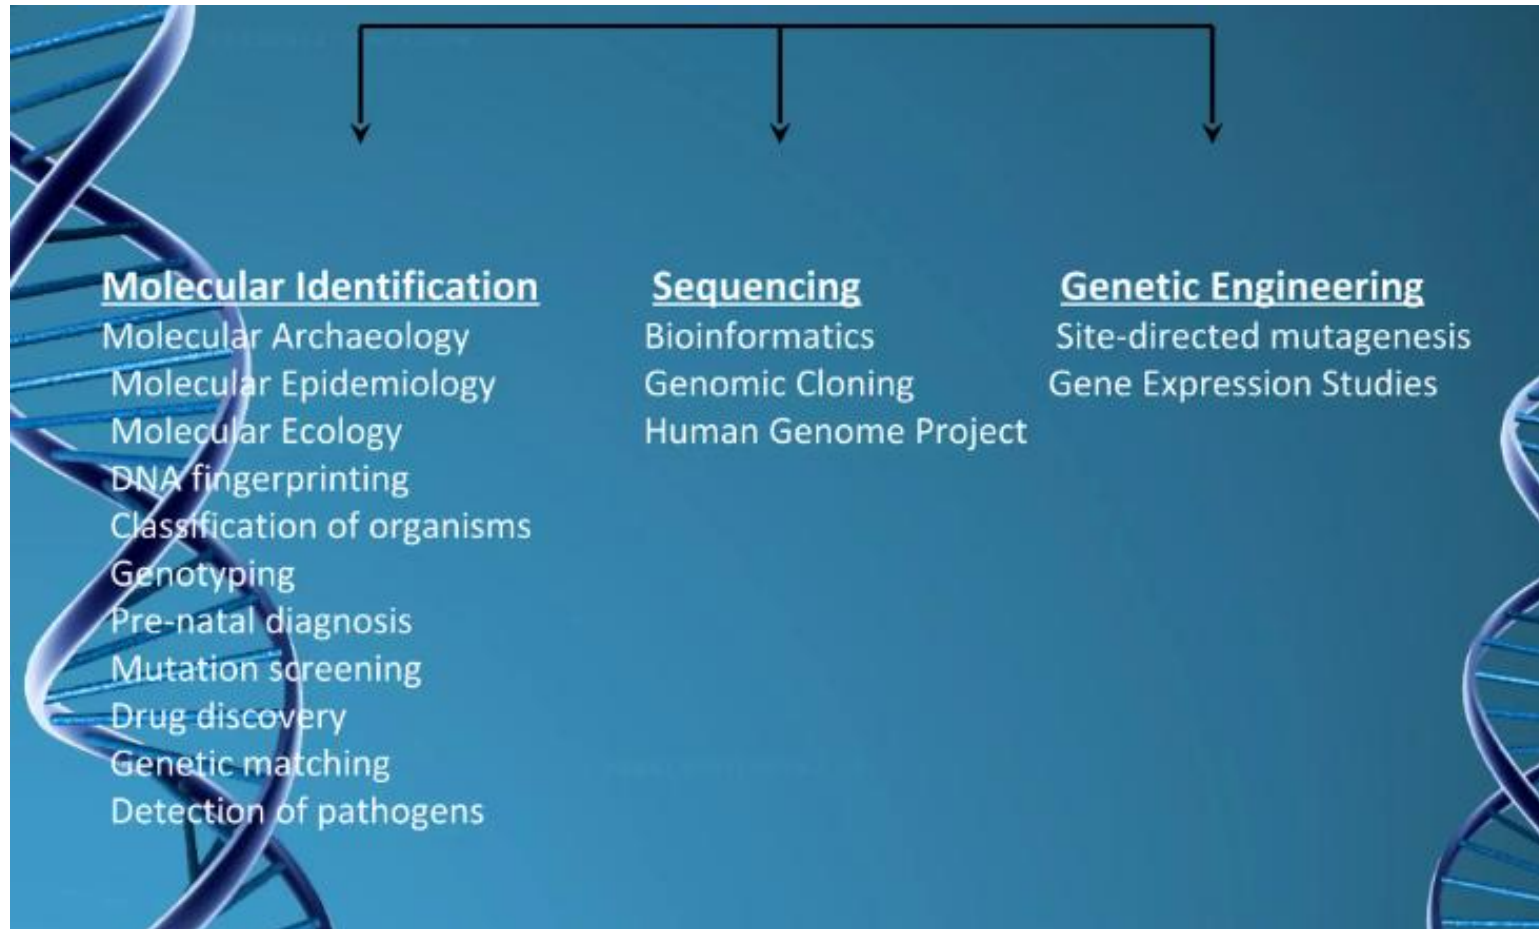 Molecular Identification
Molecular Archaeology
Molecular Epidemiology
Molecular Ecology
DNA fingerprinting
Classification of organisms
Genotyping
Pre-natal diagnosis
Mutation screening
Drug discovery
Genetic matching
Detection of pathogens
Sequencing
Bioinformatics
Genomic Cloning
Human Genome Project
Genetic Engineering
Site-directed mutagenesis
Gene Expression Studies